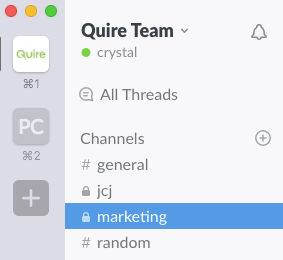 Quire
⌘1
PC
⌘2
Quire Team
crystal
All Threads
Channels
# general
jcj
marketing
# random